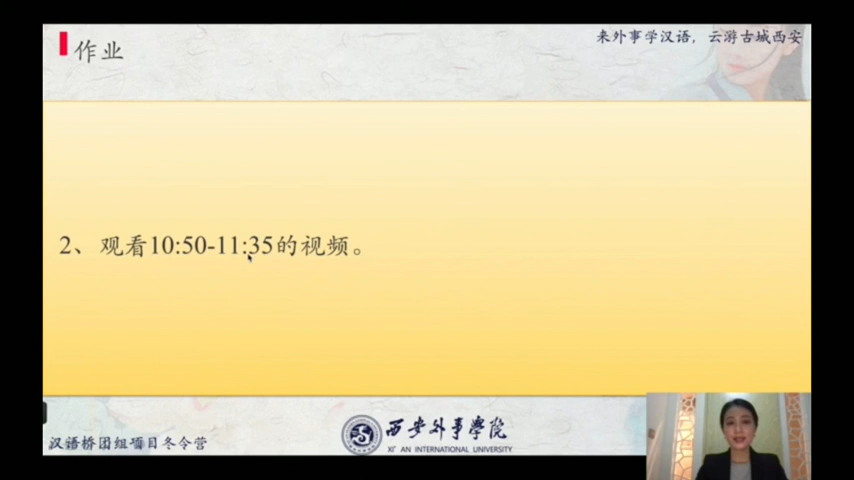 作业
来外事学汉语，云游古城西安
2、观看10:50-11:35的视频。
汉语桥团组项目冬令营
西安外事学院
XI' AN INTERNATIONAL UNIVERSITY